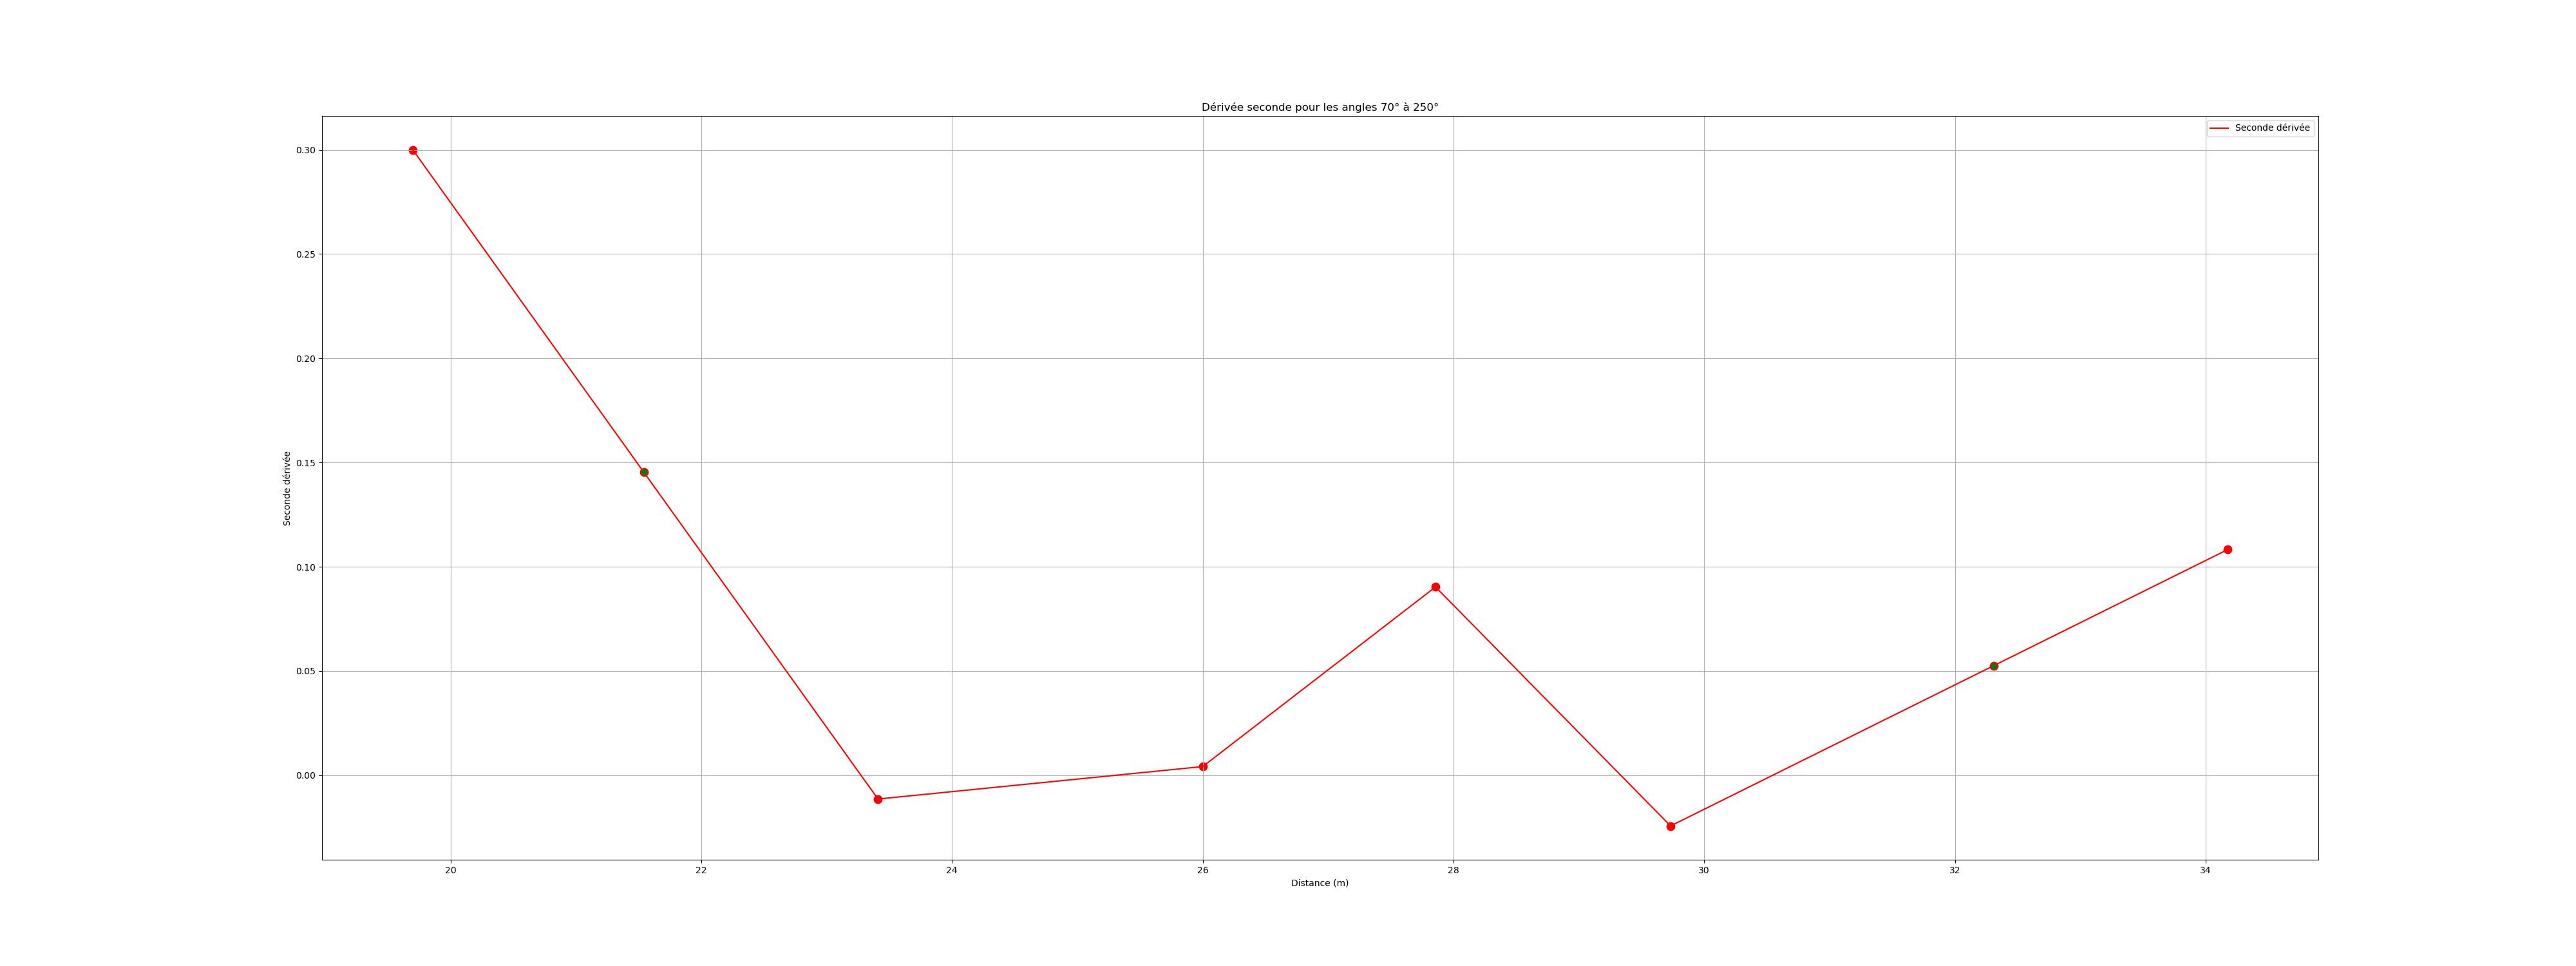 Dérivée seconde pour les angles 70° à 250°
Seconde dérivée
0.30
0.25
0.20
0.15
0.10
0.05
0.00
Seconde dérivée
20 22 24 26 28 30 32 34
Distance (m)